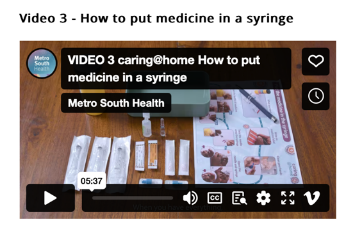 Video 3 - How to put medicine in a syringe
Metro
South
Health
VIDEO 3 caring@home How to put
medicine in a syringe
Metro South Health
05:37
CC